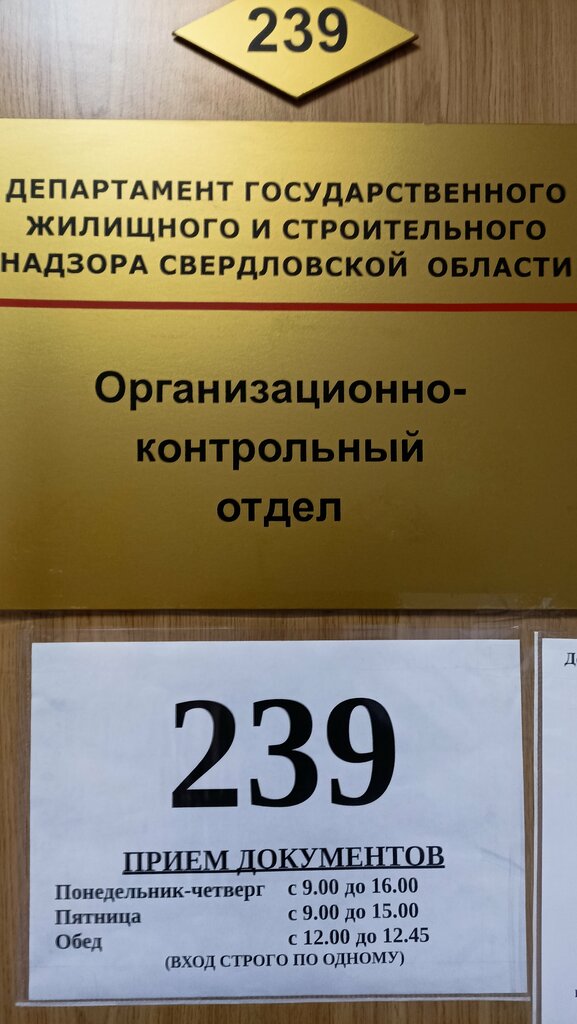 239
ДЕПАРТАМЕНТ ГОСУДАРСТВЕННОГО
ЖИЛИЩНОГО И СТРОИТЕЛЬНОГО
НАДЗОРА СВЕРДЛОВСКОЙ ОБЛАСТИ
Организационно-
контрольный
отдел
239
ПРИЕМ ДОКУМЕНТОВ
Понедельник-четверг с 9.00 до 16.00
Пятница с 9.00 до 15.00
Обед с 12.00 до 12.45
(ВХОД СТРОГО ПО ОДНОМУ)